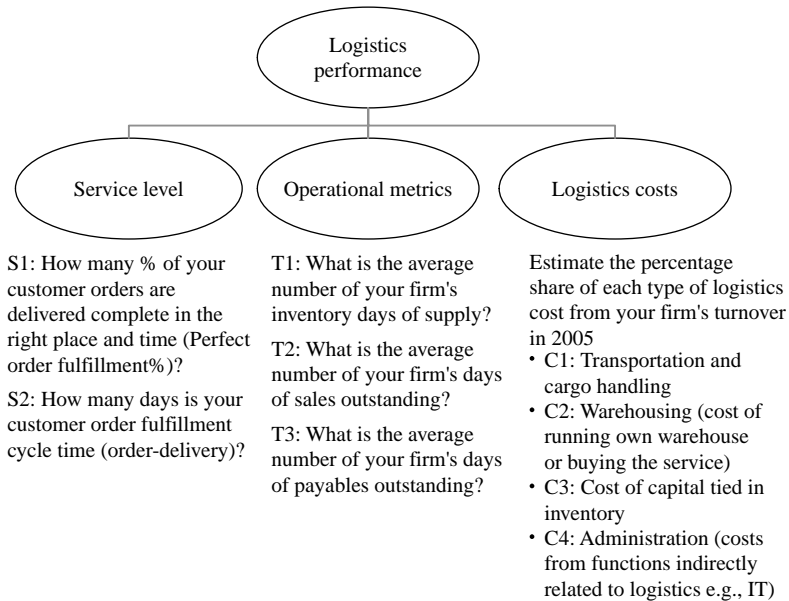 Logistics
performance
Service level
Operational metrics
Logistics costs
S1: How many % of your
customer orders are
delivered complete in the
right place and time (Perfect
order fulfillment%)?
S2: How many days is your
customer order fulfillment
cycle time (order-delivery)?
T1: What is the average
number of your firm's
inventory days of supply?
T2: What is the average
number of your firm's days
of sales outstanding?
T3: What is the average
number of your firm's days
of payables outstanding?
Estimate the percentage
share of each type of logistics
cost from your firm's turnover
in 2005
• C1: Transportation and
cargo handling
• C2: Warehousing (cost of
running own warehouse
or buying the service)
• C3: Cost of capital tied in
inventory
• C4: Administration (costs
from functions indirectly
related to logistics e.g., IT)